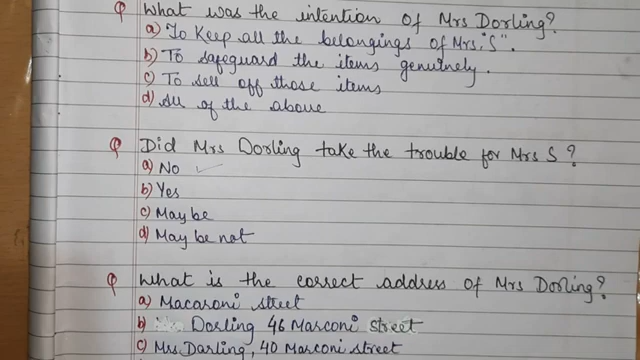 Q What was the intention of Mrs Dorling?
a) To Keep all the belongings of Mrs. "S".
b) To safeguard the items genuinely.
c) To sell off those items
d) All of the above
Q Did Mrs Dorling take the trouble for Mrs S?
a) No
b) Yes
c) May be
d) May be not
Q What is the correct address of Mrs Dorling?
a) Macaroni street
b) Dorling 46 Marconi street
c) Mrs. Darling, 40 Marconi street